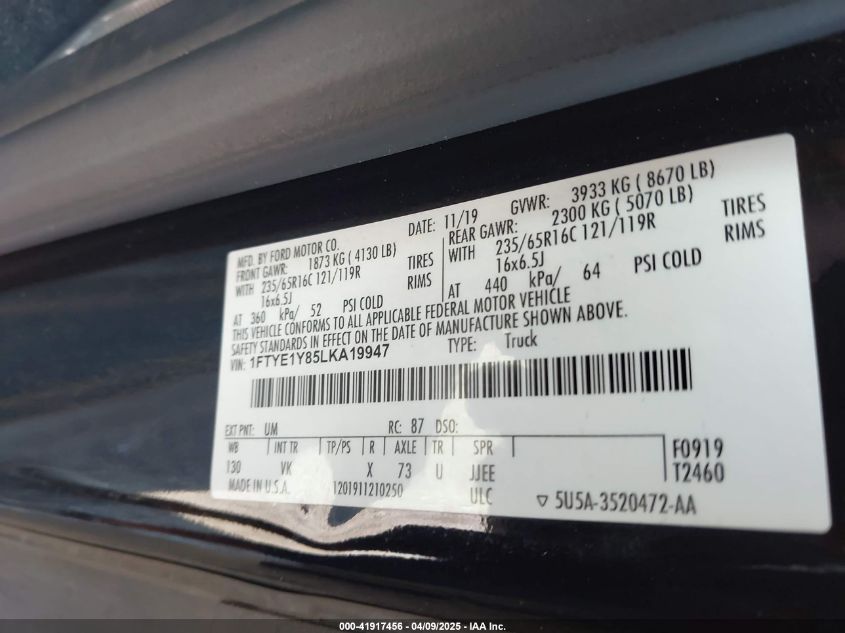 MFD. BY FORD MOTOR CO.
DATE: 11/19 GVWR: 3933 KG ( 8670 LB)
FRONT GAWR: 1873 KG ( 4130 LB)
REAR GAWR: 2300 KG ( 5070 LB)
WITH 235/65R16C 121/119R TIRES
WITH 235/65R16C 121/119R TIRES
16x6.5J RIMS
16x6.5J RIMS
AT 360 kPa/ 52 PSI COLD
AT 440 kPa/ 64 PSI COLD
THIS VEHICLE CONFORMS TO ALL APPLICABLE FEDERAL MOTOR VEHICLE
SAFETY STANDARDS IN EFFECT ON THE DATE OF MANUFACTURE SHOWN ABOVE.
VIN: 1FTYE1Y85LKA19947 TYPE: Truck
EXT PNT: UM RC: 87 DSO:
WB INT TR TP/PS R AXLE TR SPR F0919
130 VK X 73 U JJEE T2460
MADE IN U.S.A. 1201911210250 ULC ▽ 5U5A-3520472-AA
000-41917456 - 04/09/2025 - IAA Inc.